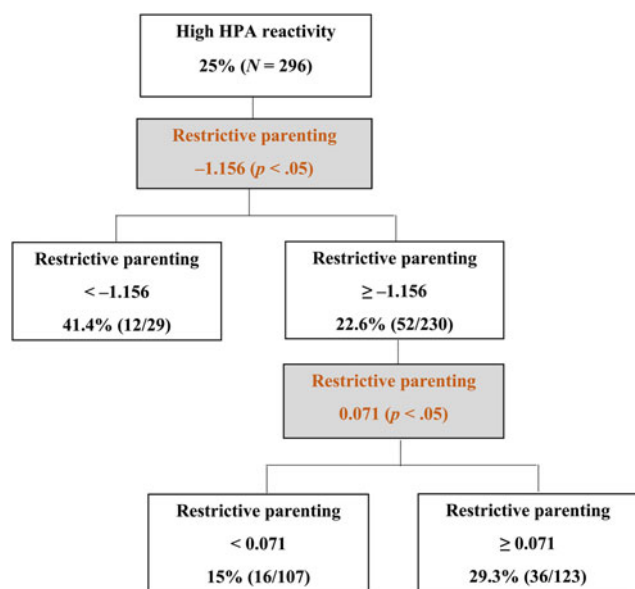 High HPA reactivity
25% (N = 296)
Restrictive parenting
–1.156 (p < .05)
Restrictive parenting
< –1.156
41.4% (12/29)
Restrictive parenting
≥ –1.156
22.6% (52/230)
Restrictive parenting
0.071 (p < .05)
Restrictive parenting
< 0.071
15% (16/107)
Restrictive parenting
≥ 0.071
29.3% (36/123)